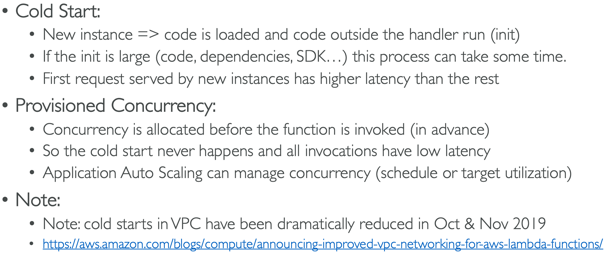 • Cold Start:
• New instance => code is loaded and code outside the handler run (init)
• If the init is large (code, dependencies, SDK…) this process can take some time.
• First request served by new instances has higher latency than the rest
• Provisioned Concurrency:
• Concurrency is allocated before the function is invoked (in advance)
• So the cold start never happens and all invocations have low latency
• Application Auto Scaling can manage concurrency (schedule or target utilization)
• Note:
• Note: cold starts in VPC have been dramatically reduced in Oct & Nov 2019
• https://aws.amazon.com/blogs/compute/announcing-improved-vpc-networking-for-aws-lambda-functions/